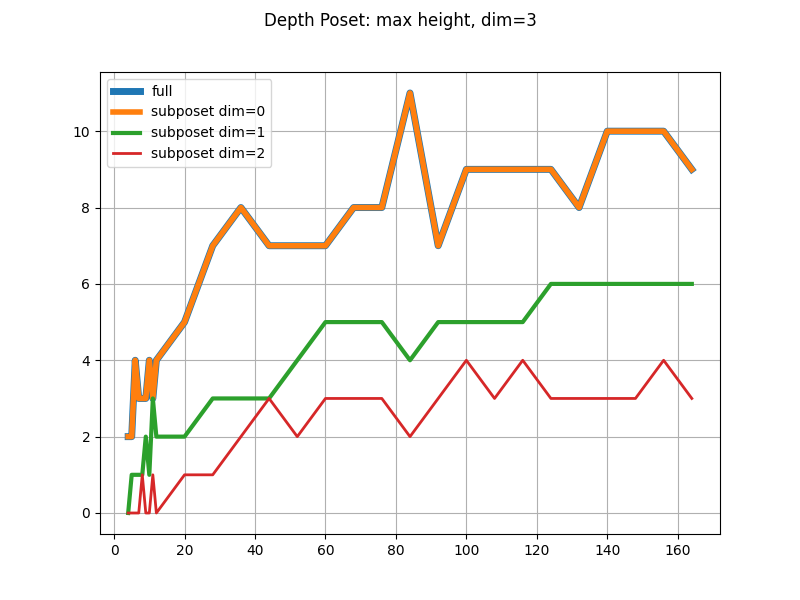 Depth Poset: max height, dim=3
full
subposet dim=0
subposet dim=1
subposet dim=2
10
8
6
4
2
0
0 20 40 60 80 100 120 140 160